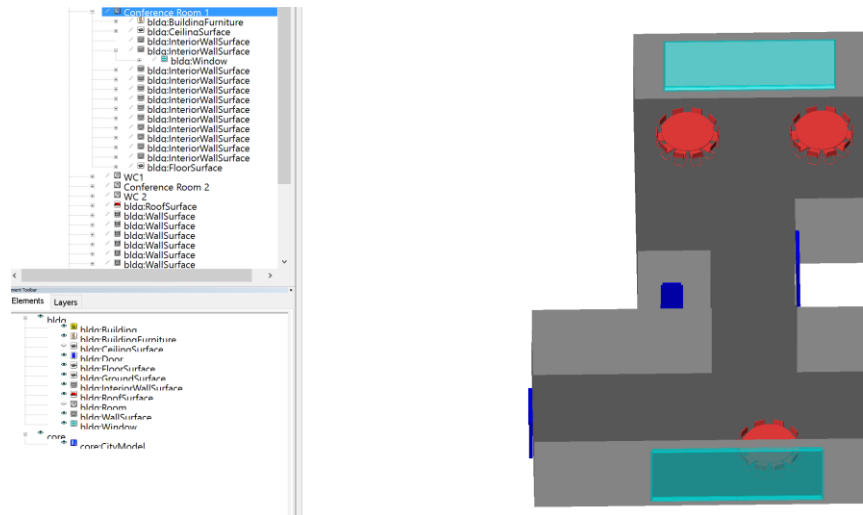 Conference Room 1
bldg:BuildingFurniture
bldg:CeilingSurface
bldg:InteriorWallSurface
bldg:InteriorWallSurface
bldg:Window
bldg:InteriorWallSurface
bldg:InteriorWallSurface
bldg:InteriorWallSurface
bldg:InteriorWallSurface
bldg:InteriorWallSurface
bldg:InteriorWallSurface
bldg:InteriorWallSurface
bldg:InteriorWallSurface
bldg:InteriorWallSurface
bldg:InteriorWallSurface
bldg:FloorSurface
WC1
Conference Room 2
WC 2
bldg:RoofSurface
bldg:WallSurface
bldg:WallSurface
bldg:WallSurface
bldg:WallSurface
bldg:WallSurface
bldg:WallSurface
ment Toolbar
Elements Layers
bldg
bldg:Building
bldg:BuildingFurniture
bldg:CeilingSurface
bldg:Door
bldg:FloorSurface
bldg:GroundSurface
bldg:InteriorWallSurface
bldg:RoofSurface
bldg:Room
bldg:WallSurface
bldg:Window
core
core:CityModel